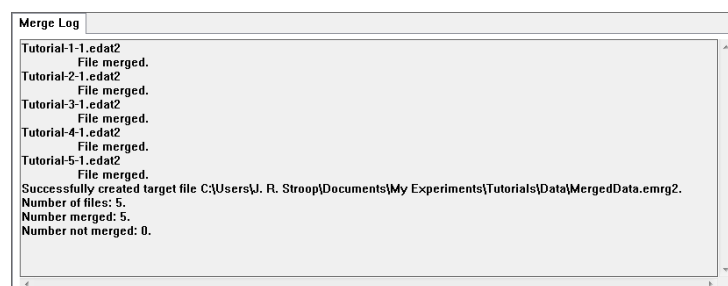 Merge Log
Tutorial-1-1.edat2
File merged.
Tutorial-2-1.edat2
File merged.
Tutorial-3-1.edat2
File merged.
Tutorial-4-1.edat2
File merged.
Tutorial-5-1.edat2
File merged.
Successfully created target file C:\Users\J. R. Stroop\Documents\My Experiments\Tutorials\Data\MergedData.emrg2.
Number of files: 5.
Number merged: 5.
Number not merged: 0.